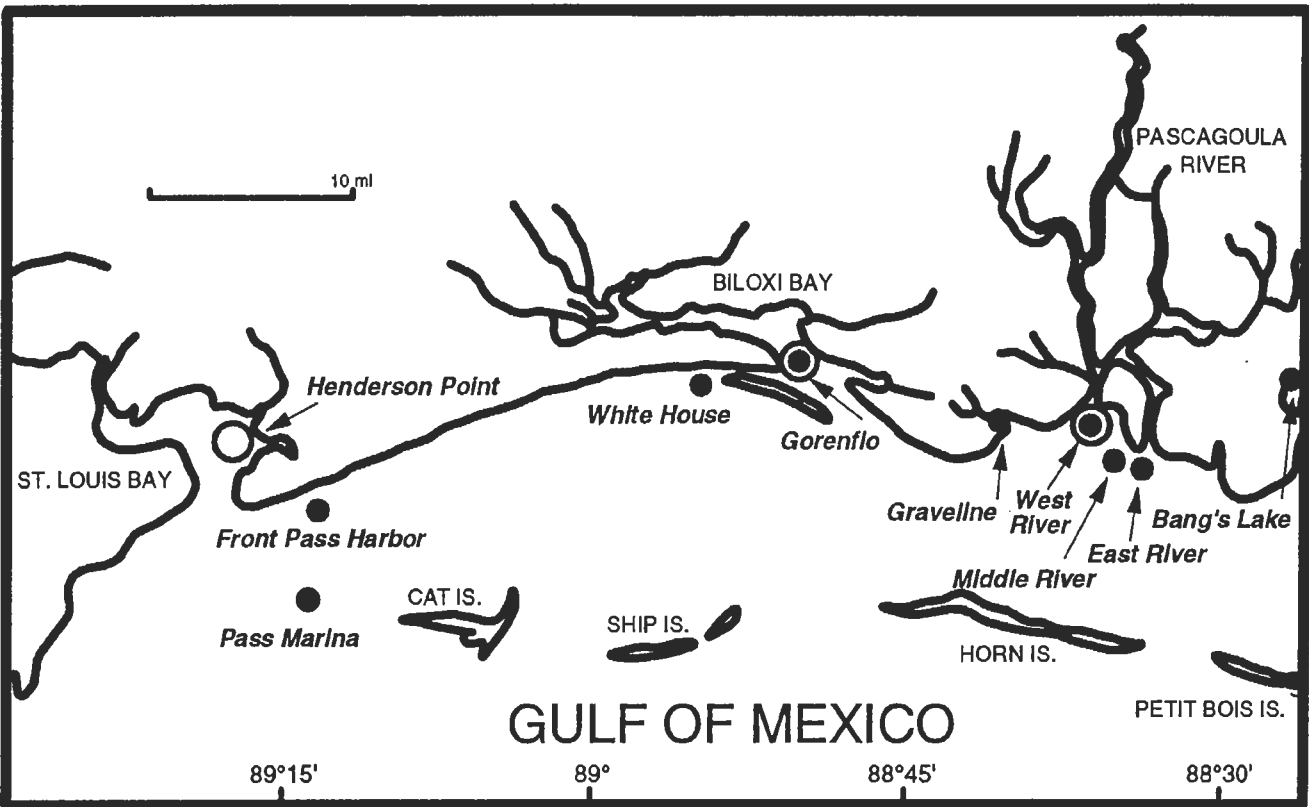 PASCAGOULA
RIVER
10 ml
BILOXI BAY
Henderson Point
White House
Gorenflo
ST. LOUIS BAY
Graveline
West
River
Bang's Lake
Front Pass Harbor
East River
Middle River
CAT IS.
Pass Marina
SHIP IS.
HORN IS.
PETIT BOIS IS.
GULF OF MEXICO
89°15'
89°
88°45'
88°30'